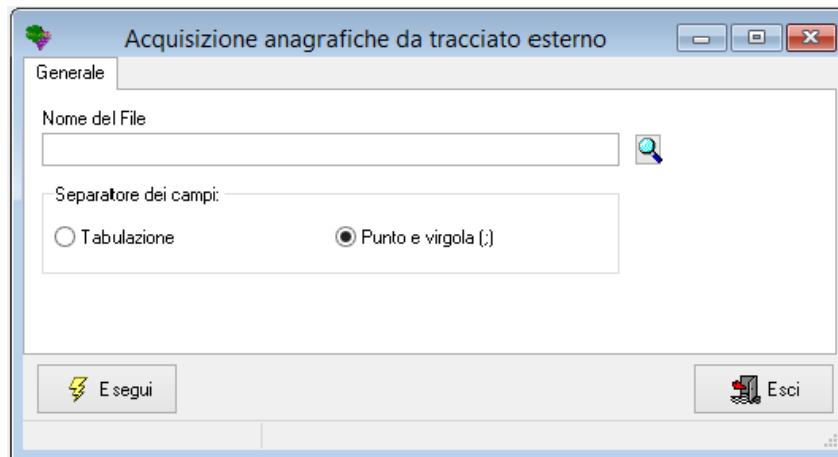 Acquisizione anagrafiche da tracciato esterno
Generale
Nome del File
Separatore dei campi:
Tabulazione Punto e virgola (;)
Esegui Esci